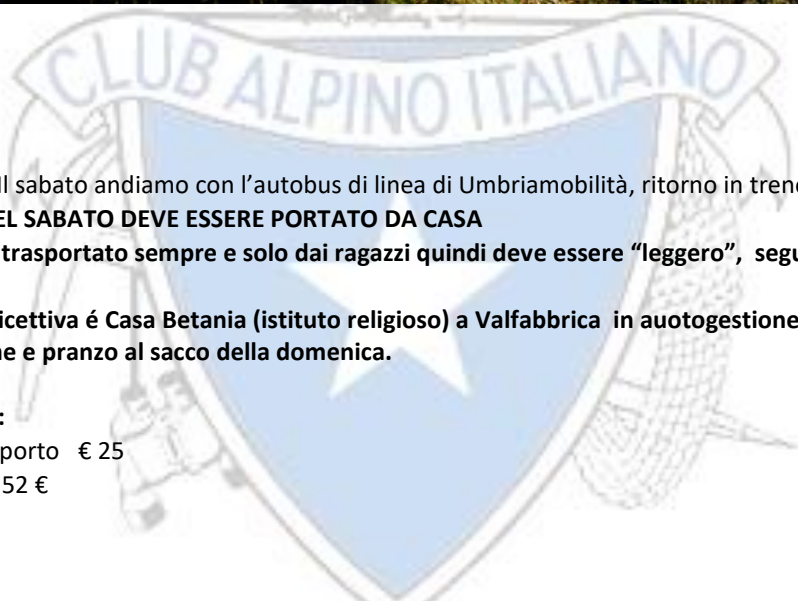 CLUB ALPINO ITALIANO
Il sabato andiamo con l’autobus di linea di Umbriamobilità, ritorno in treno
EL SABATO DEVE ESSERE PORTATO DA CASA
trasportato sempre e solo dai ragazzi quindi deve essere “leggero”, segu
icettiva é Casa Betania (istituto religioso) a Valfabbrica in auotogestione
ne e pranzo al sacco della domenica.
:
porto € 25
52 €